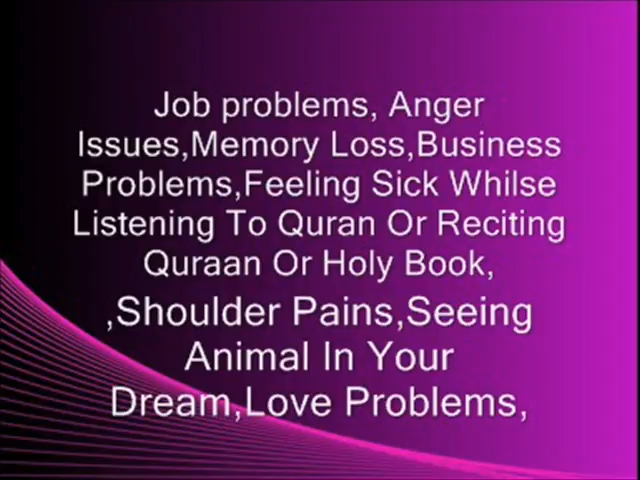 Job problems, Anger
Issues,Memory Loss,Business
Problems,Feeling Sick Whilse
Listening To Quran Or Reciting
Quraan Or Holy Book,
,Shoulder Pains,Seeing
Animal In Your
Dream,Love Problems,